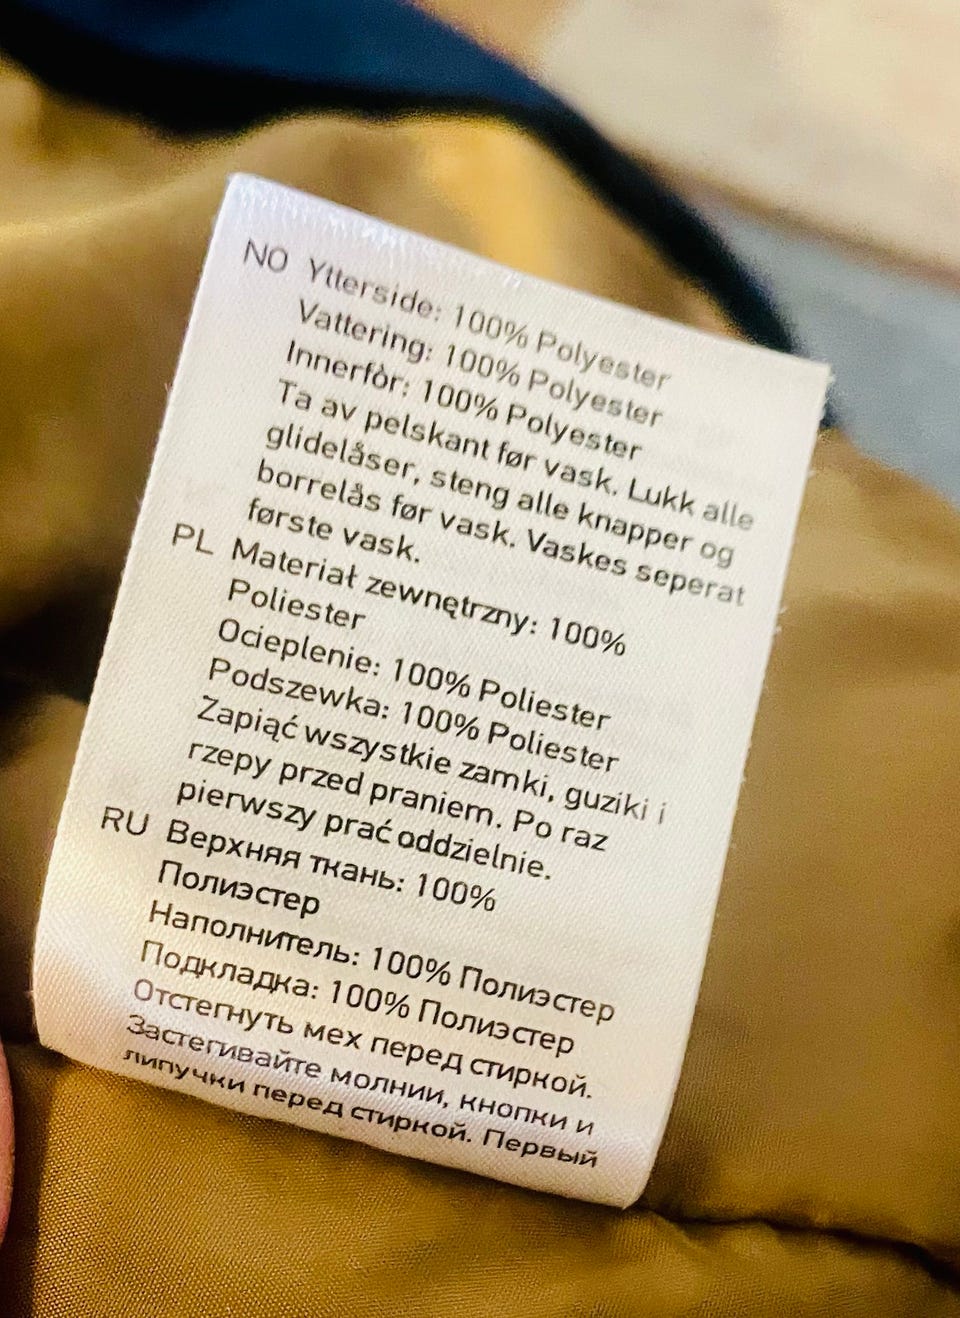 NO Ytterside: 100% Polyester
Vattering: 100% Polyester
Innerfôr: 100% Polyester
Ta av pelskant før vask. Lukk alle
glidelåser, steng alle knapper og
borrelås før vask. Vaskes seperat
første vask.
PL Materiał zewnętrzny: 100%
Poliester
Ocieplenie: 100% Poliester
Podszewka: 100% Poliester
Zapiąć wszystkie zamki, guziki i
rzepy przed praniem. Po raz
pierwszy prać oddzielnie.
RU Верхняя ткань: 100%
Полиэстер
Наполнитель: 100% Полиэстер
Подкладка: 100% Полиэстер
Отстегнуть мех перед стиркой.
Застегивайте молнии, кнопки и
липучки перед стиркой. Первый